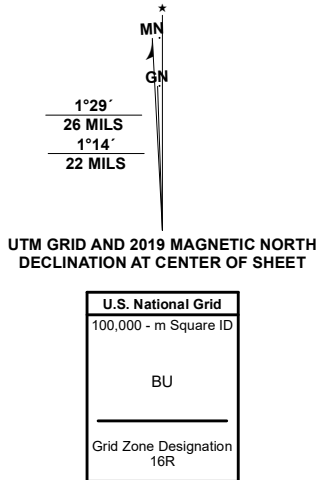 MN
GN
1°29´
26 MILS
1°14´
22 MILS
UTM GRID AND 2019 MAGNETIC NORTH
DECLINATION AT CENTER OF SHEET
U.S. National Grid
100,000 - m Square ID
BU
Grid Zone Designation
16R